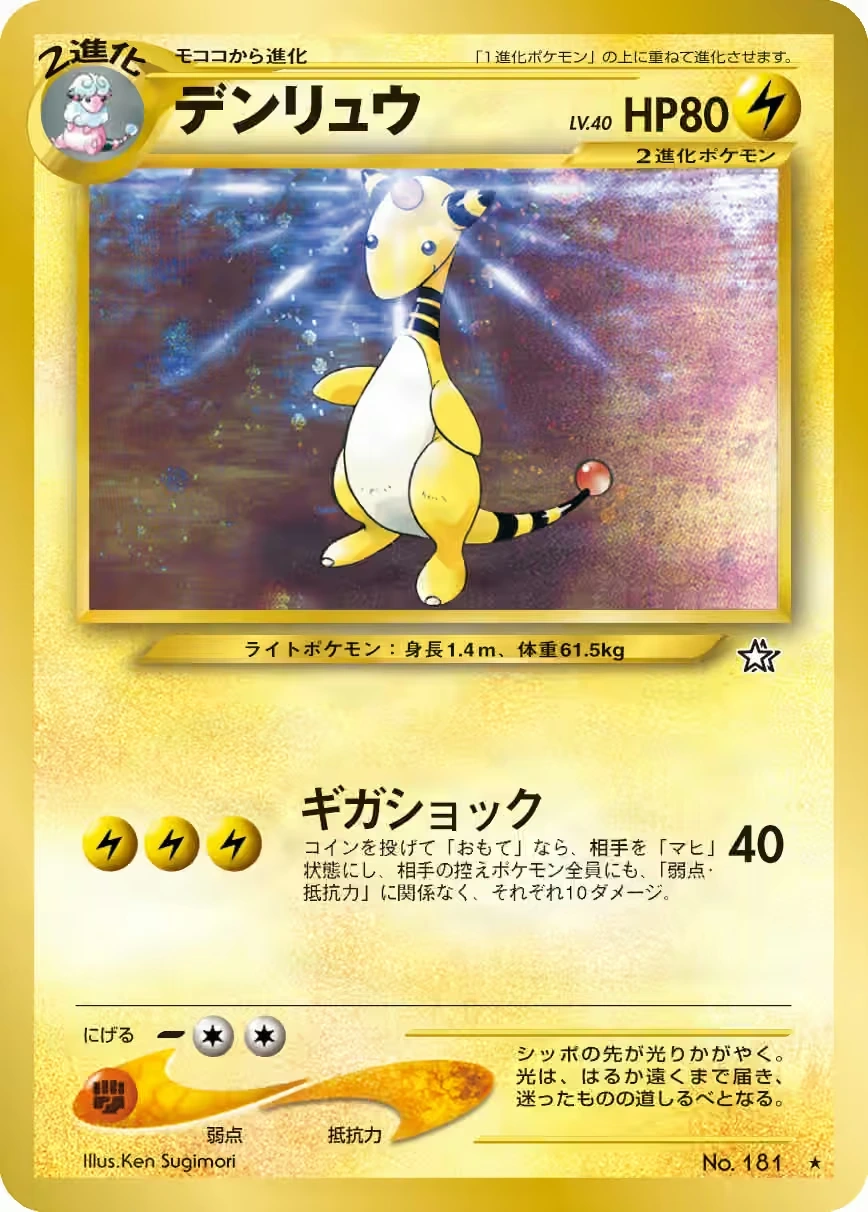 2進化
モココから進化
「1進化ポケモン」の上に重ねて進化させます。
デンリュウ
LV.40 HP80
2進化ポケモン
ライトポケモン：身長1.4m、体重61.5kg
ギガショック
コインを投げて「おもて」なら、相手を「マヒ」
状態にし、相手の控えポケモン全員にも、「弱点・
抵抗力」に関係なく、それぞれ10ダメージ。
40
にげる
弱点
抵抗力
シッポの先が光りかがやく。
光は、はるか遠くまで届き、
迷ったものの道しるべとなる。
Illus.Ken Sugimori
No. 181 ★